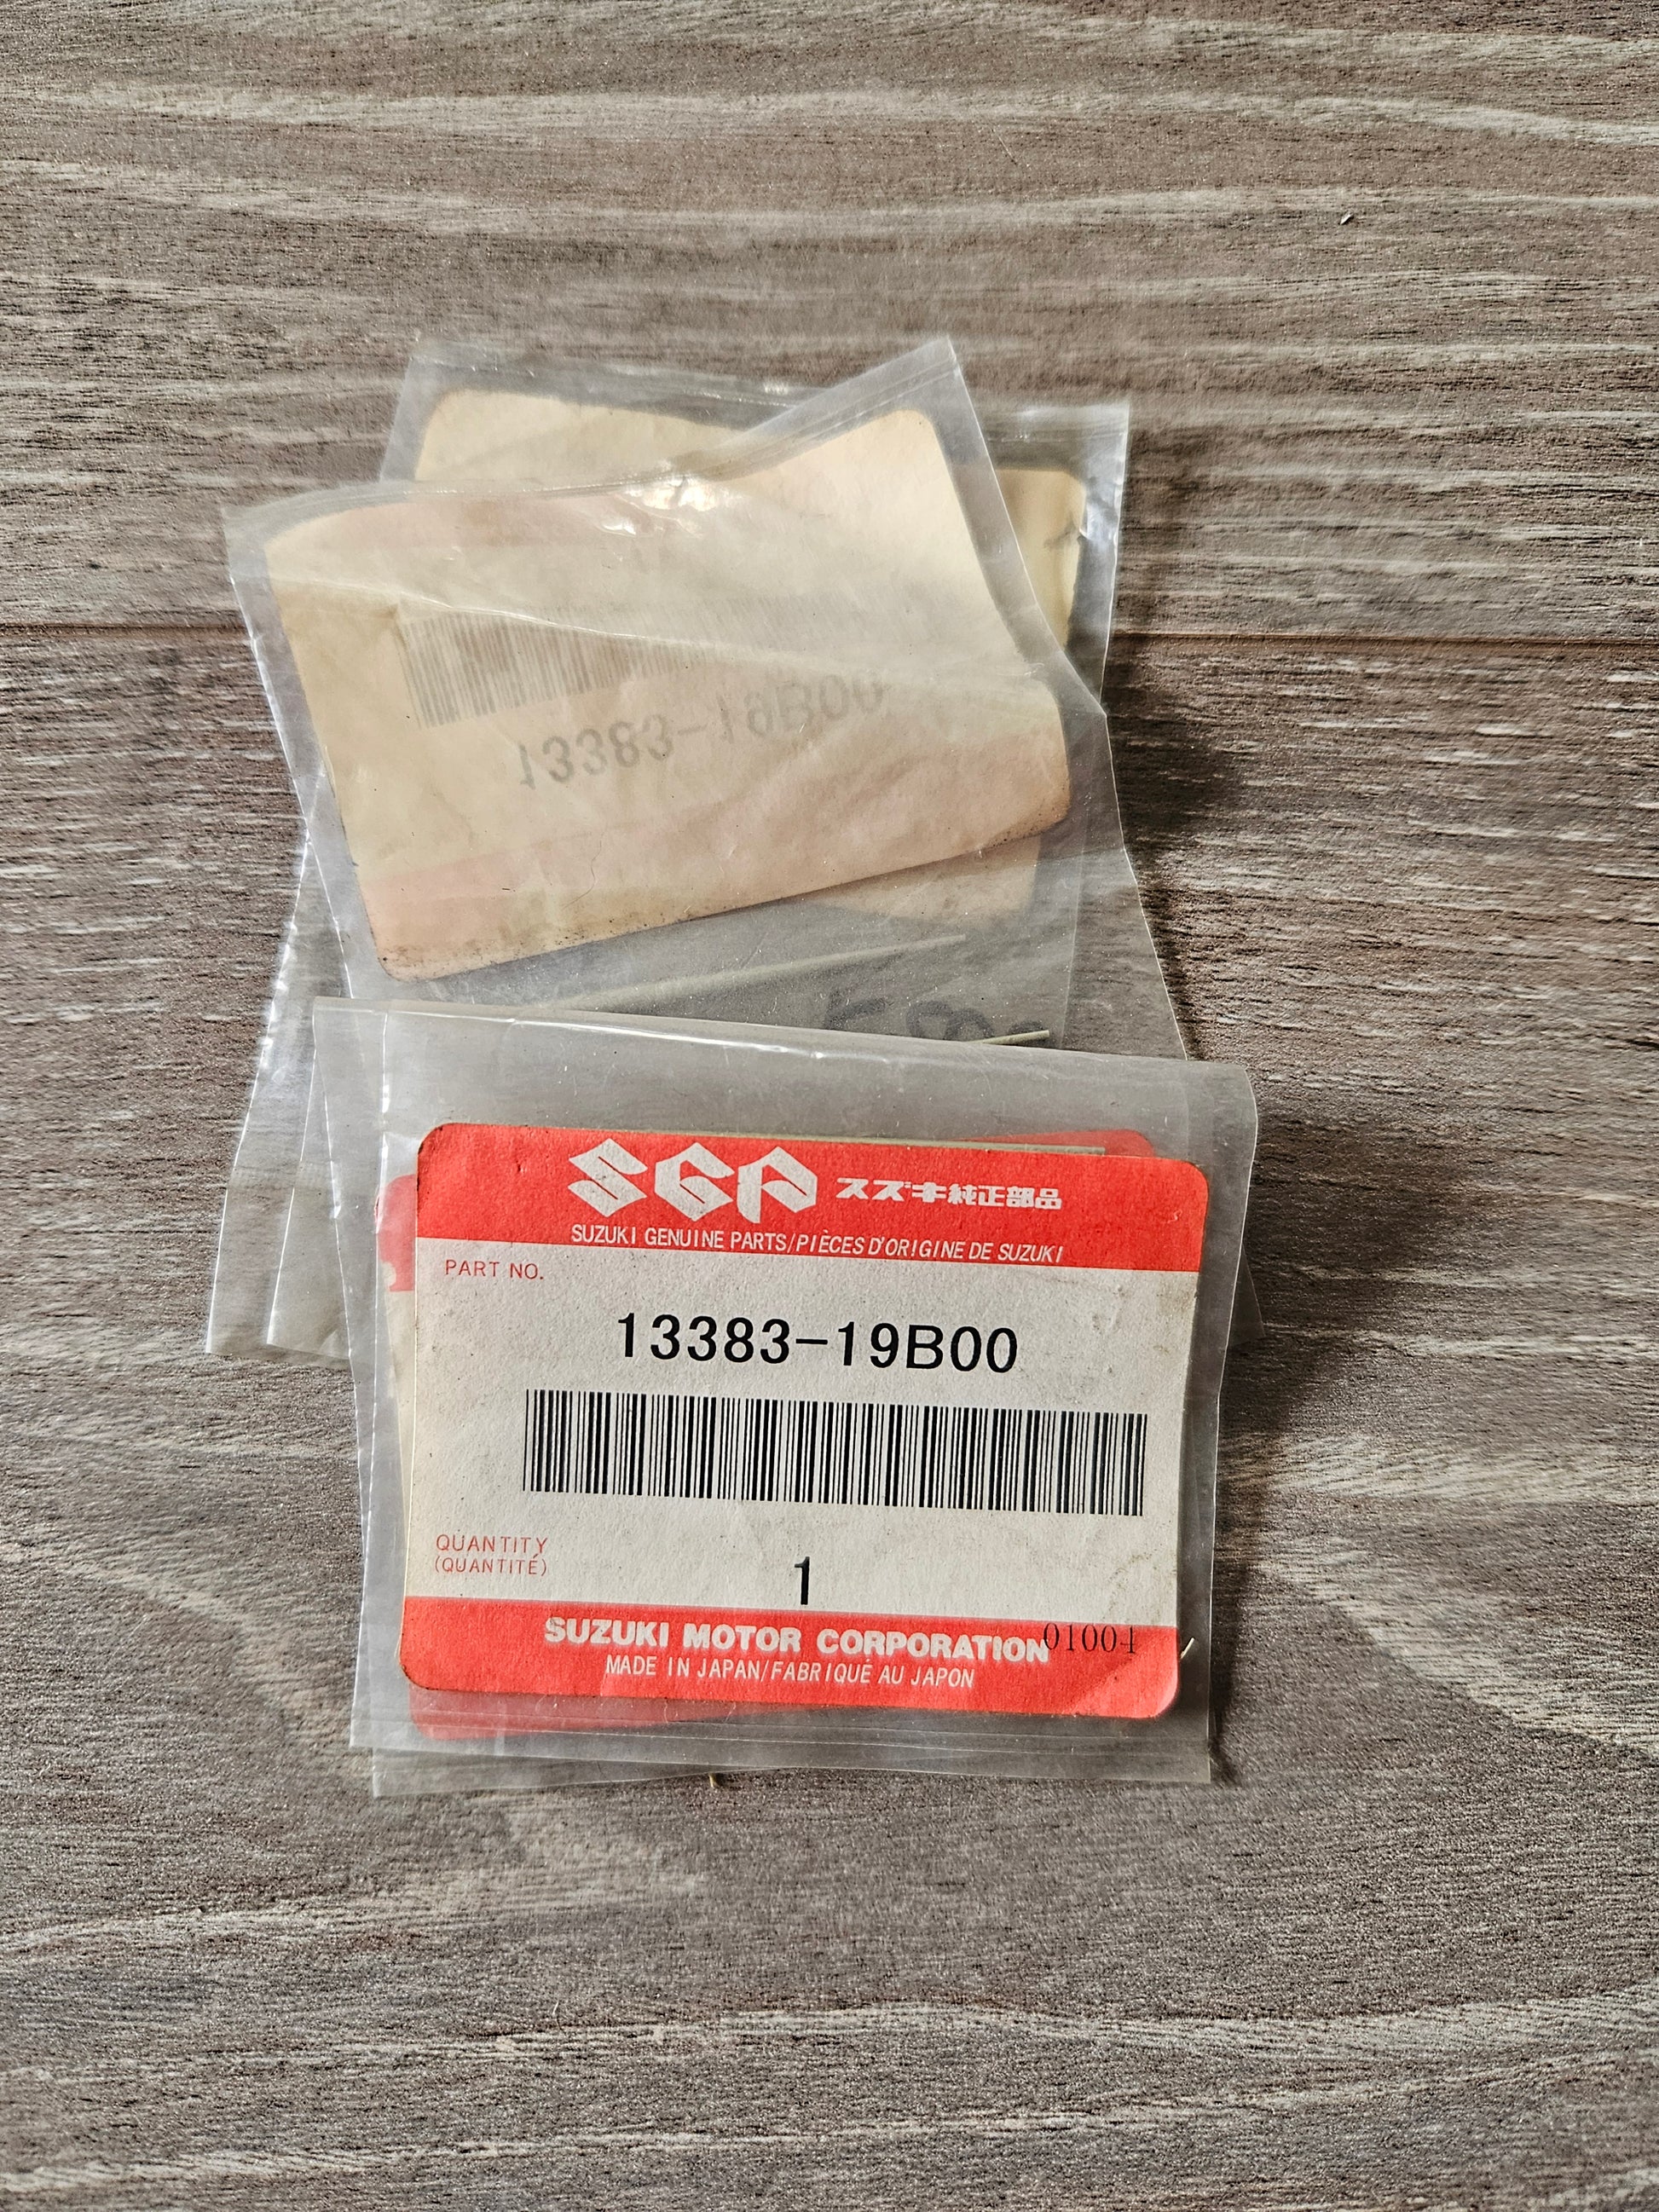 13383-19B00
SGP スズキ純正部品
SUZUKI GENUINE PARTS/PIÈCES D'ORIGINE DE SUZUKI
PART NO.
13383-19B00
QUANTITY
(QUANTITÉ)
1
SUZUKI MOTOR CORPORATION 01004
MADE IN JAPAN/FABRIQUÉ AU JAPON